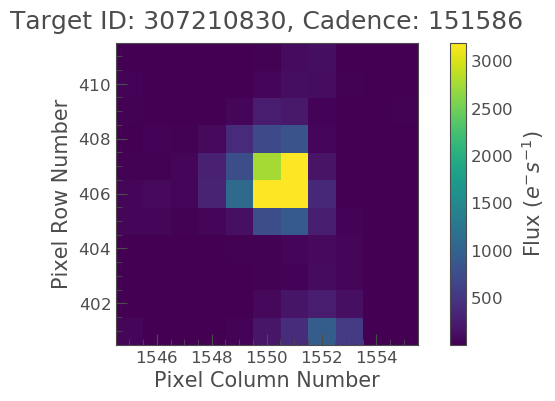 Target ID: 307210830, Cadence: 151586
Pixel Row Number
410
408
406
404
402
1546 1548 1550 1552 1554
Pixel Column Number
3000
2500
2000
1500
1000
500
Flux (e⁻s⁻¹)